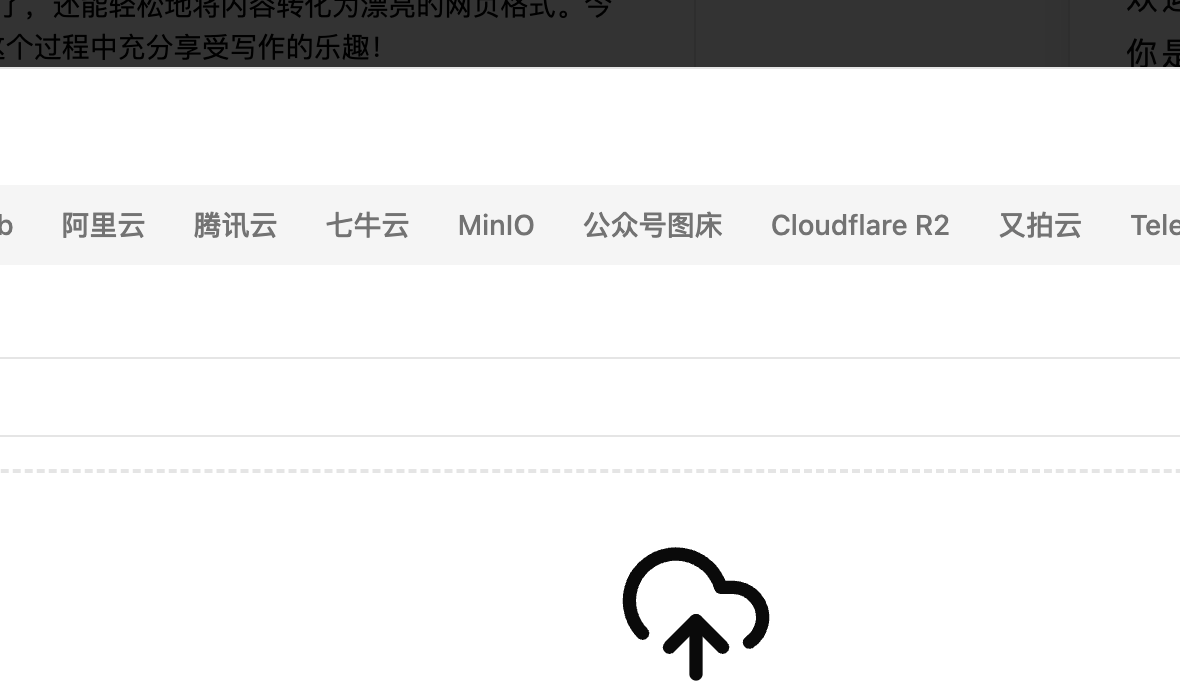 了，还能轻松地将内容转化为漂亮的网页格式。今
这个过程中充分享受写作的乐趣！
你是
b 阿里云 腾讯云 七牛云 MinIO 公众号图床 Cloudflare R2 又拍云 Tele